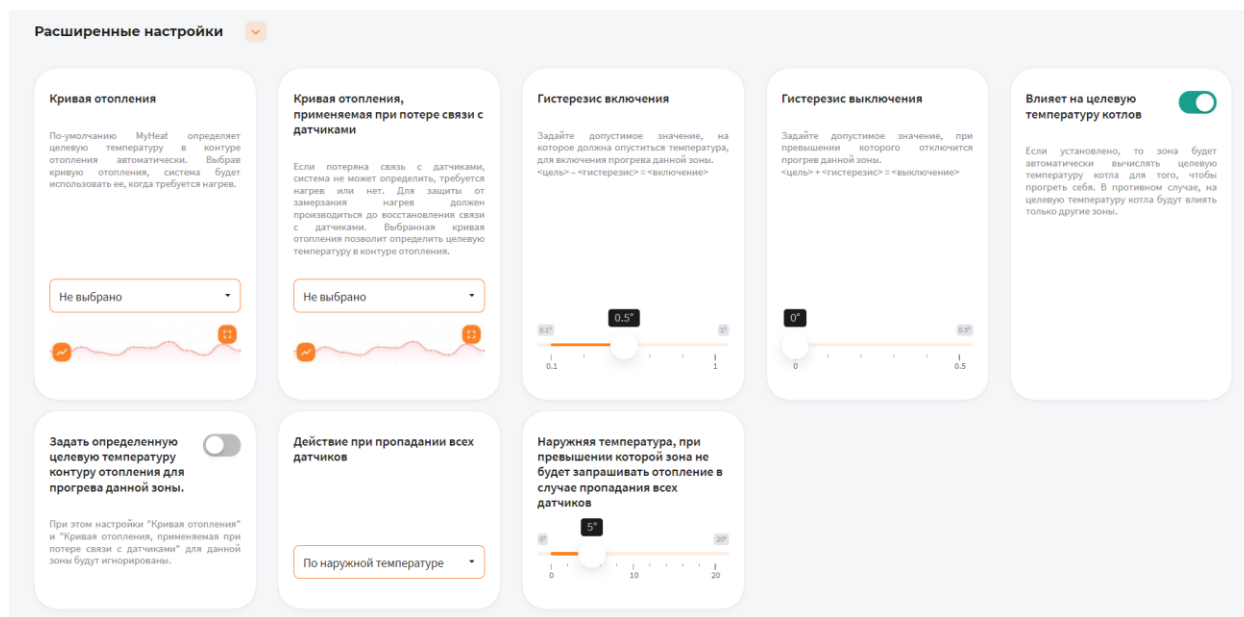 Расширенные настройки
Кривая отопления
По-умолчанию MyHeat определяет
целевую температуру в контуре
отопления автоматически. Выбрав
кривую отопления, система будет
использовать ее, когда требуется нагрев.
Не выбрано
Кривая отопления,
применяемая при потере связи с
датчиками
Если потеряна связь с датчиками,
система не может определить, требуется
нагрев или нет. Для защиты от
замерзания нагрев должен
производиться до восстановления связи
с датчиками. Выбранная кривая
отопления позволит определить целевую
температуру в контуре отопления.
Не выбрано
Гистерезис включения
Задайте допустимое значение, на
которое должна опуститься температура,
для включения прогрева данной зоны.
<цель> – <гистерезис> = <включение>
0.5°
0.1° 1°
0.1 1
Гистерезис выключения
Задайте допустимое значение, при
превышении которого отключится
прогрев данной зоны.
<цель> + <гистерезис> = <выключение>
0°
0.5°
0 0.5
Влияет на целевую
температуру котлов
Если установлено, то зона будет
автоматически вычислять целевую
температуру котла для того, чтобы
прогреть себя. В противном случае, на
целевую температуру котла будут влиять
только другие зоны.
Задать определенную
целевую температуру
контуру отопления для
прогрева данной зоны.
При этом настройки "Кривая отопления"
и "Кривая отопления, применяемая при
потере связи с датчиками" для данной
зоны будут игнорированы.
Действие при пропадании всех
датчиков
По наружной температуре
Наружняя температура, при
превышении которой зона не
будет запрашивать отопление в
случае пропадания всех
датчиков
5°
0° 20°
0 10 20